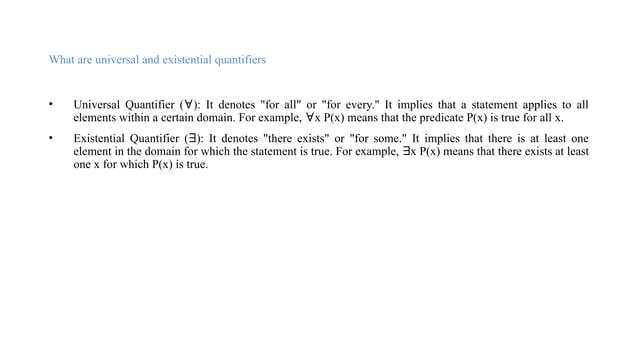 What are universal and existential quantifiers
• Universal Quantifier (∀): It denotes "for all" or "for every." It implies that a statement applies to all
elements within a certain domain. For example, ∀x P(x) means that the predicate P(x) is true for all x.
• Existential Quantifier (∃): It denotes "there exists" or "for some." It implies that there is at least one
element in the domain for which the statement is true. For example, ∃x P(x) means that there exists at least
one x for which P(x) is true.